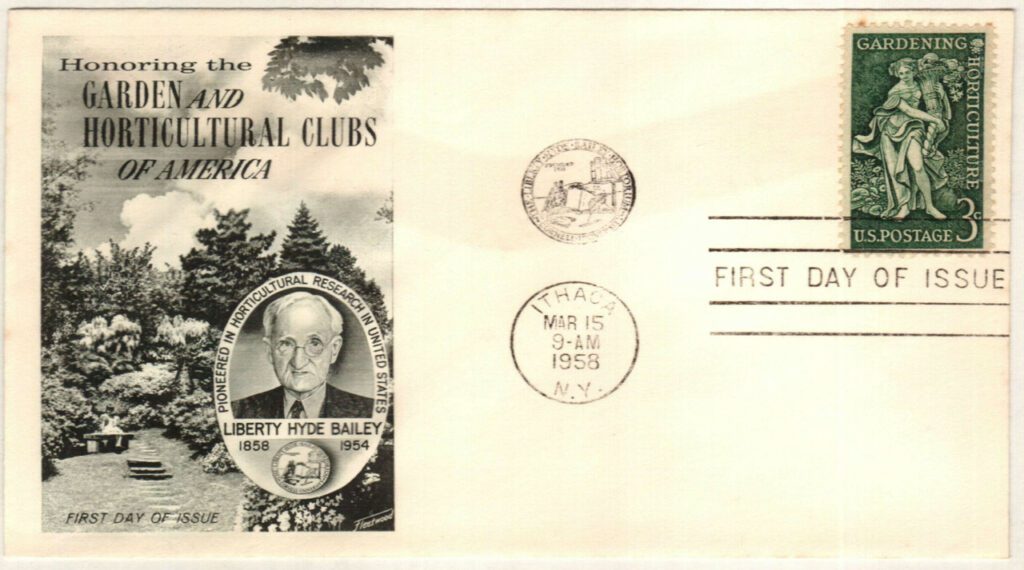 Honoring the
GARDEN AND
HORTICULTURAL CLUBS
OF AMERICA
PIONEERED IN HORTICULTURAL RESEARCH IN UNITED STATES
LIBERTY HYDE BAILEY
1858 1954
FIRST DAY OF ISSUE
Fleetwood
ITHACA
MAR 15
9-AM
1958
N.Y.
GARDENING
HORTICULTURE
3c
U.S.POSTAGE
FIRST DAY OF ISSUE